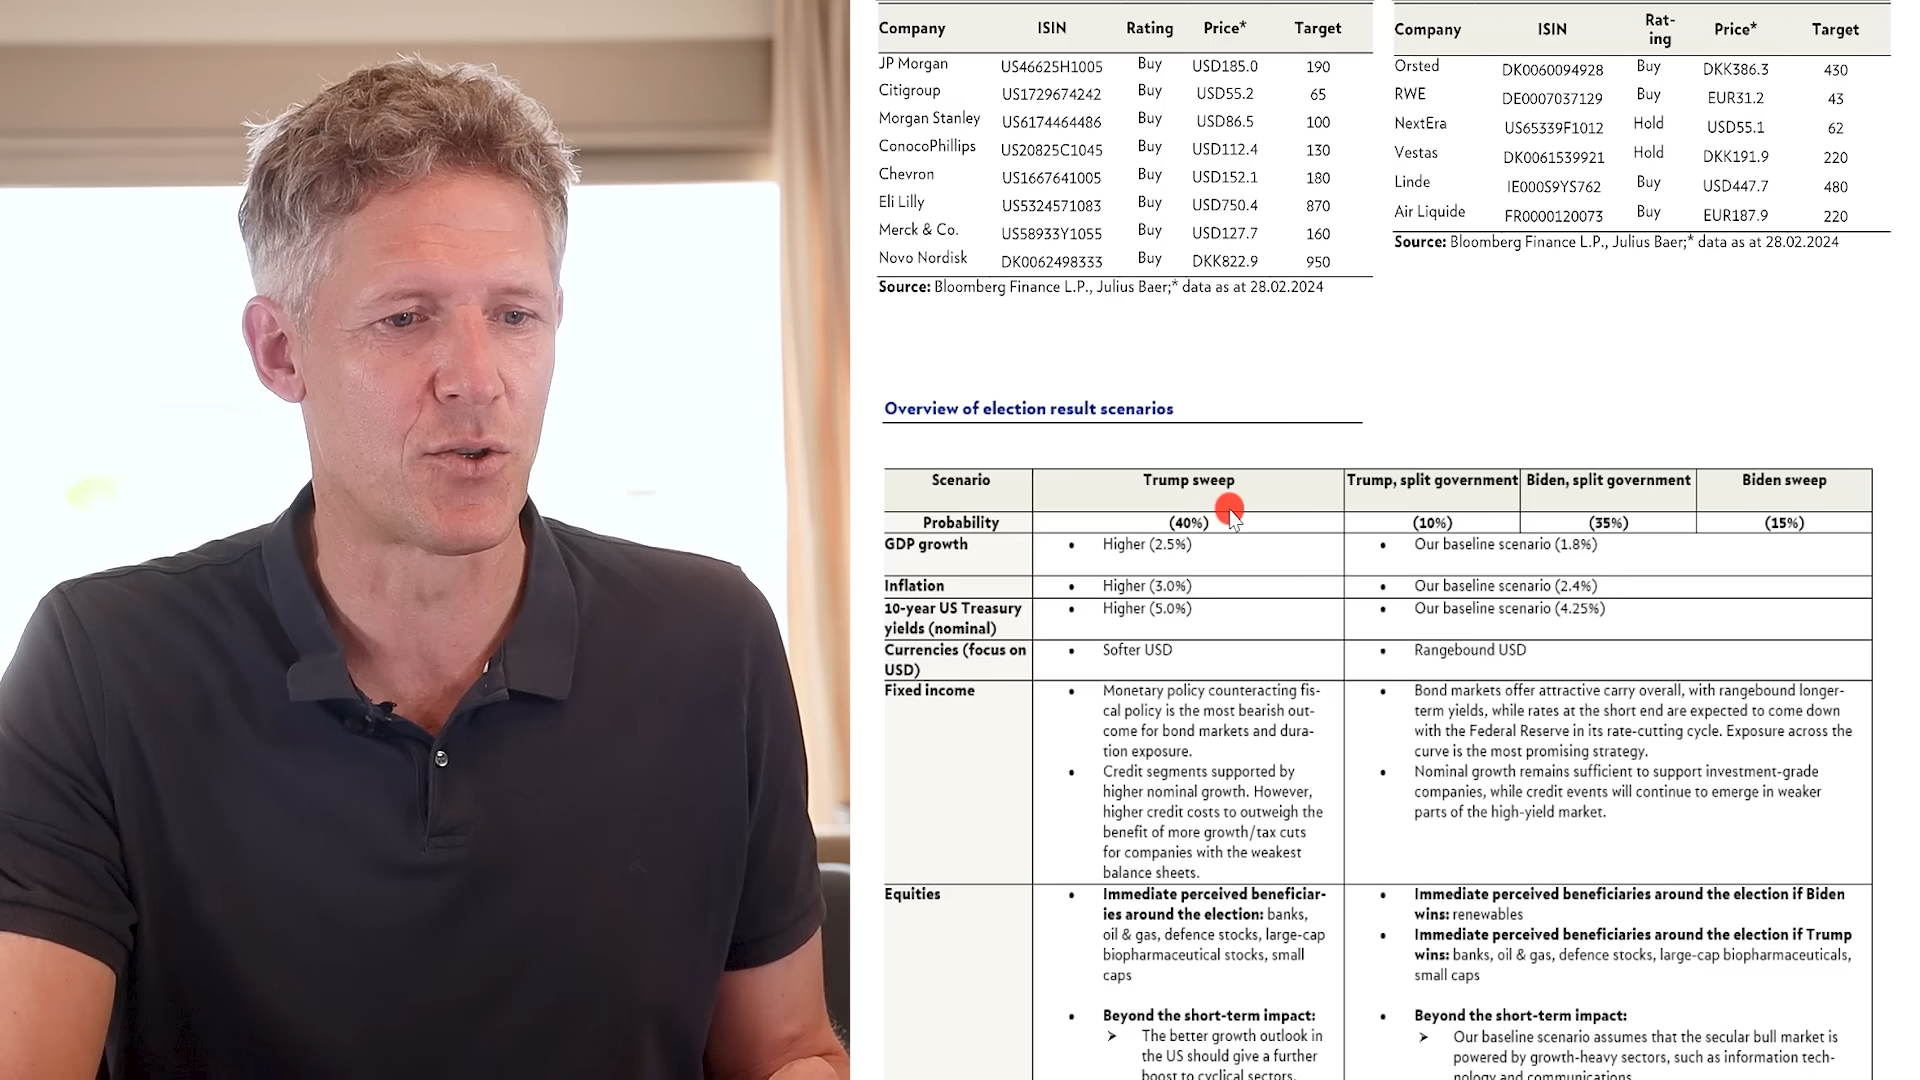 Company ISIN Rating Price* Target
JP Morgan US46625H1005 Buy USD185.0 190
Citigroup US1729674242 Buy USD55.2 65
Morgan Stanley US6174464486 Buy USD86.5 100
ConocoPhillips US20825C1045 Buy USD112.4 130
Chevron US1667641005 Buy USD152.1 180
Eli Lilly US5324571083 Buy USD750.4 870
Merck & Co. US58933Y1055 Buy USD127.7 160
Novo Nordisk DK0062498333 Buy DKK822.9 950
Source: Bloomberg Finance L.P., Julius Baer;* data as at 28.02.2024
Company ISIN Rat-
ing Price* Target
Orsted DK0060094928 Buy DKK386.3 430
RWE DE0007037129 Buy EUR31.2 43
NextEra US65339F1012 Hold USD55.1 62
Vestas DK0061539921 Hold DKK191.9 220
Linde IE000S9YS762 Buy USD447.7 480
Air Liquide FR0000120073 Buy EUR187.9 220
Source: Bloomberg Finance L.P., Julius Baer;* data as at 28.02.2024
Overview of election result scenarios
Scenario Trump sweep Trump, split government Biden, split government Biden sweep
Probability (40%) (10%) (35%) (15%)
GDP growth • Higher (2.5%) • Our baseline scenario (1.8%)
Inflation • Higher (3.0%) • Our baseline scenario (2.4%)
10-year US Treasury
yields (nominal) • Higher (5.0%) • Our baseline scenario (4.25%)
Currencies (focus on
USD) • Softer USD • Rangebound USD
Fixed income
• Monetary policy counteracting fis-
cal policy is the most bearish out-
come for bond markets and dura-
tion exposure.
• Credit segments supported by
higher nominal growth. However,
higher credit costs to outweigh the
benefit of more growth/tax cuts
for companies with the weakest
balance sheets.
• Bond markets offer attractive carry overall, with rangebound longer-
term yields, while rates at the short end are expected to come down
with the Federal Reserve in its rate-cutting cycle. Exposure across the
curve is the most promising strategy.
• Nominal growth remains sufficient to support investment-grade
companies, while credit events will continue to emerge in weaker
parts of the high-yield market.
Equities
• Immediate perceived beneficiar-
ies around the election: banks,
oil & gas, defence stocks, large-cap
biopharmaceutical stocks, small
caps
• Beyond the short-term impact:
➢ The better growth outlook in
the US should give a further
boost to cyclical sectors.
• Immediate perceived beneficiaries around the election if Biden
wins: renewables
• Immediate perceived beneficiaries around the election if Trump
wins: banks, oil & gas, defence stocks, large-cap biopharmaceuticals,
small caps
• Beyond the short-term impact:
➢ Our baseline scenario assumes that the secular bull market is
powered by growth-heavy sectors, such as information tech-
nology and communications